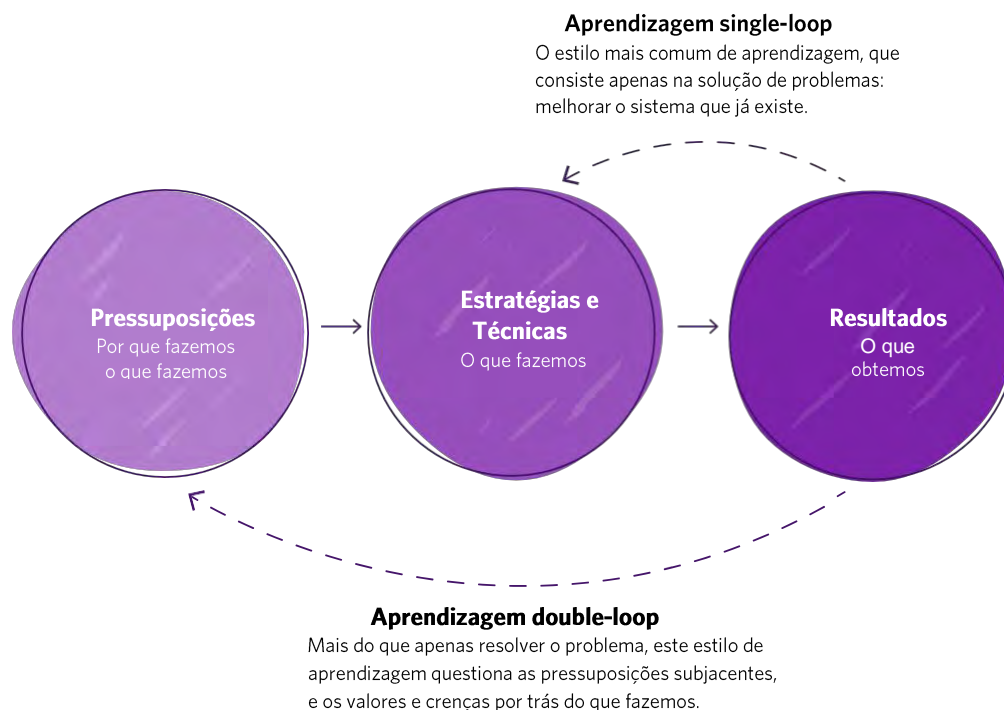 Aprendizagem single-loop
O estilo mais comum de aprendizagem, que
consiste apenas na solução de problemas:
melhorar o sistema que já existe.
Pressuposições
Por que fazemos
o que fazemos
Estratégias e
Técnicas
O que fazemos
Resultados
O que
obtemos
Aprendizagem double-loop
Mais do que apenas resolver o problema, este estilo de
aprendizagem questiona as pressuposições subjacentes,
e os valores e crenças por trás do que fazemos.